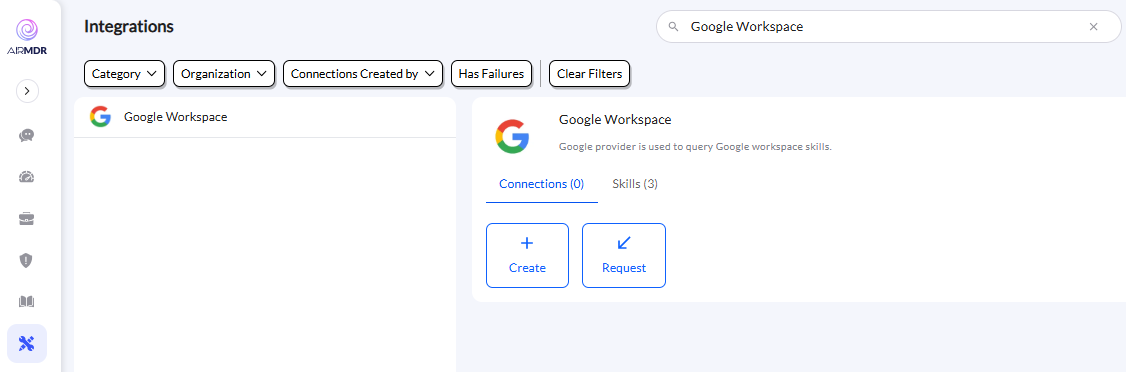 AIRMDR
Integrations
Google Workspace
Category
Organization
Connections Created by
Has Failures
Clear Filters
Google Workspace
Google Workspace
Google provider is used to query Google workspace skills.
Connections (0)
Skills (3)
Create
Request